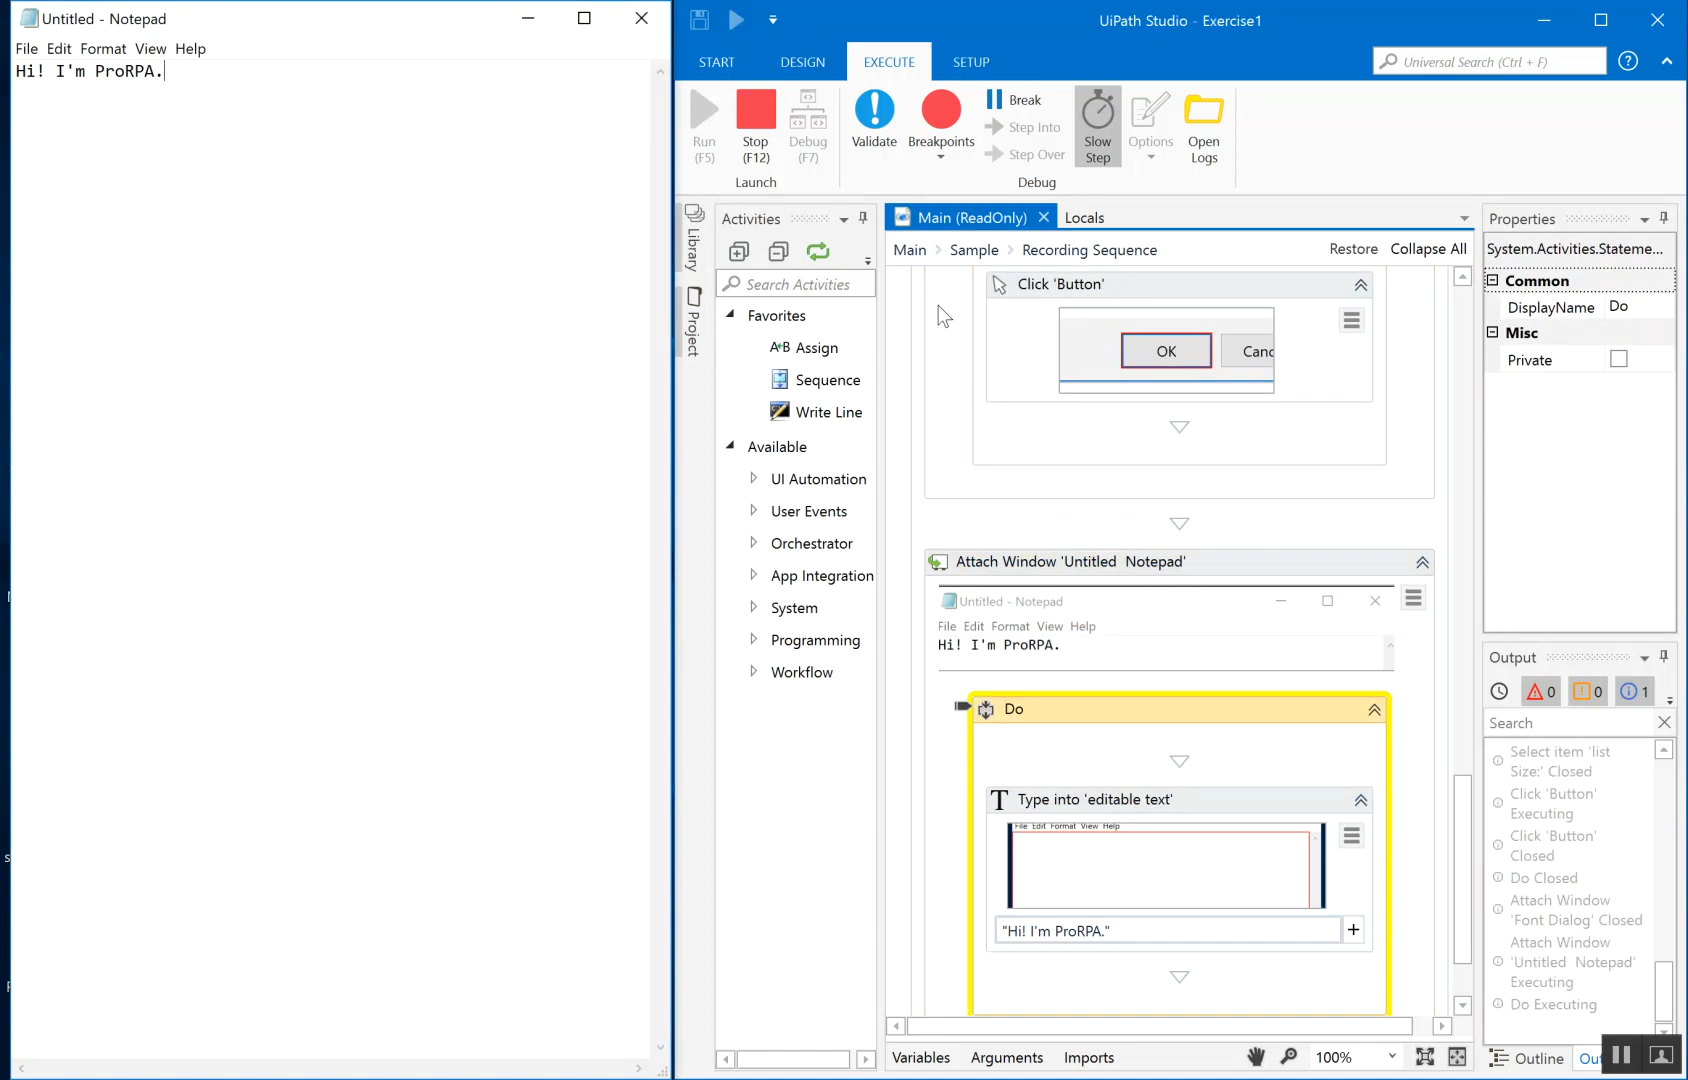 Untitled - Notepad
File Edit Format View Help
Hi! I'm ProRPA.
UiPath Studio - Exercise1
START DESIGN EXECUTE SETUP
Universal Search (Ctrl + F)
Run
(F5)
Stop
(F12)
Debug
(F7)
Launch
Validate
Breakpoints
Break
Step Into
Step Over
Slow
Step
Options
Open
Logs
Debug
Library
Project
Activities
Search Activities
Favorites
A+B Assign
Sequence
Write Line
Available
UI Automation
User Events
Orchestrator
App Integration
System
Programming
Workflow
Main (ReadOnly)
Locals
Main > Sample > Recording Sequence
Restore Collapse All
Click 'Button'
OK
Canc
Attach Window 'Untitled  Notepad'
Untitled - Notepad
File Edit Format View Help
Hi! I'm ProRPA.
Do
T Type into 'editable text'
File Edit Format View Help
"Hi! I'm ProRPA."
Variables Arguments Imports
100%
Properties
System.Activities.Stateme...
Common
DisplayName Do
Misc
Private
Output
0 0 1
Search
Select item 'list
Size:' Closed
Click 'Button'
Executing
Click 'Button'
Closed
Do Closed
Attach Window
'Font Dialog' Closed
Attach Window
'Untitled  Notepad'
Executing
Do Executing
Outline
Out